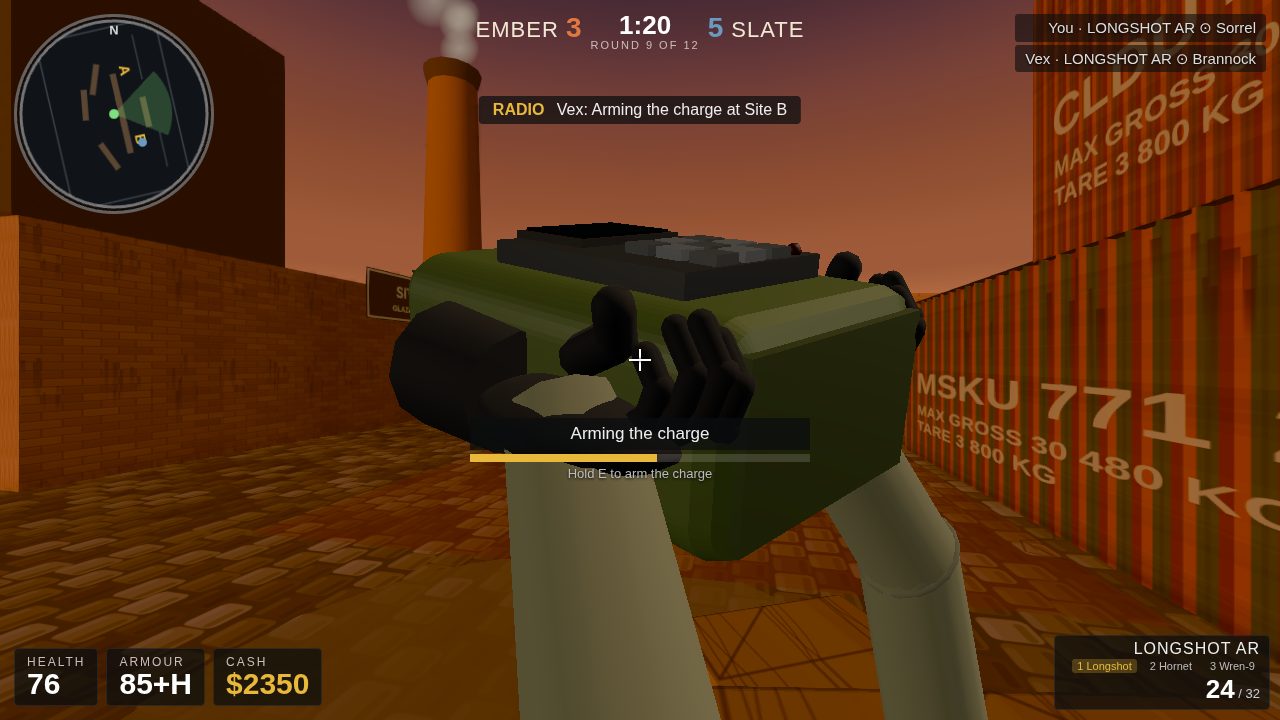 N
A
B
EMBER 3 1:20 5 SLATE
ROUND 9 OF 12
You · LONGSHOT AR ⊙ Sorrel
Vex · LONGSHOT AR ⊙ Brannock
RADIO Vex: Arming the charge at Site B
MAX GROSS
TARE 3 800 KG
MSKU 771
MAX GROSS 30 480 KG
TARE 3 800 KG
Arming the charge
Hold E to arm the charge
HEALTH
76
ARMOUR
85+H
CASH
$2350
LONGSHOT AR
1 Longshot 2 Hornet 3 Wren-9
24 / 32